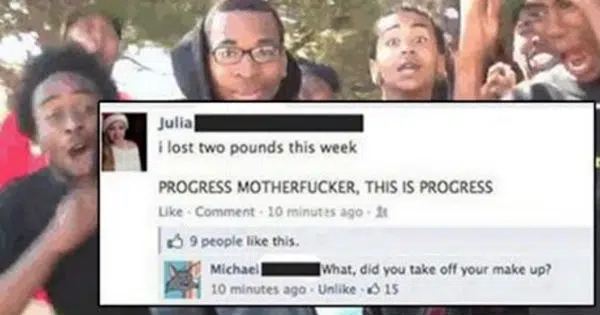 Julia
i lost two pounds this week
PROGRESS MOTHERFUCKER, THIS IS PROGRESS
Like · Comment · 10 minutes ago ·
9 people like this.
Michael What, did you take off your make up?
10 minutes ago · Unlike · 15